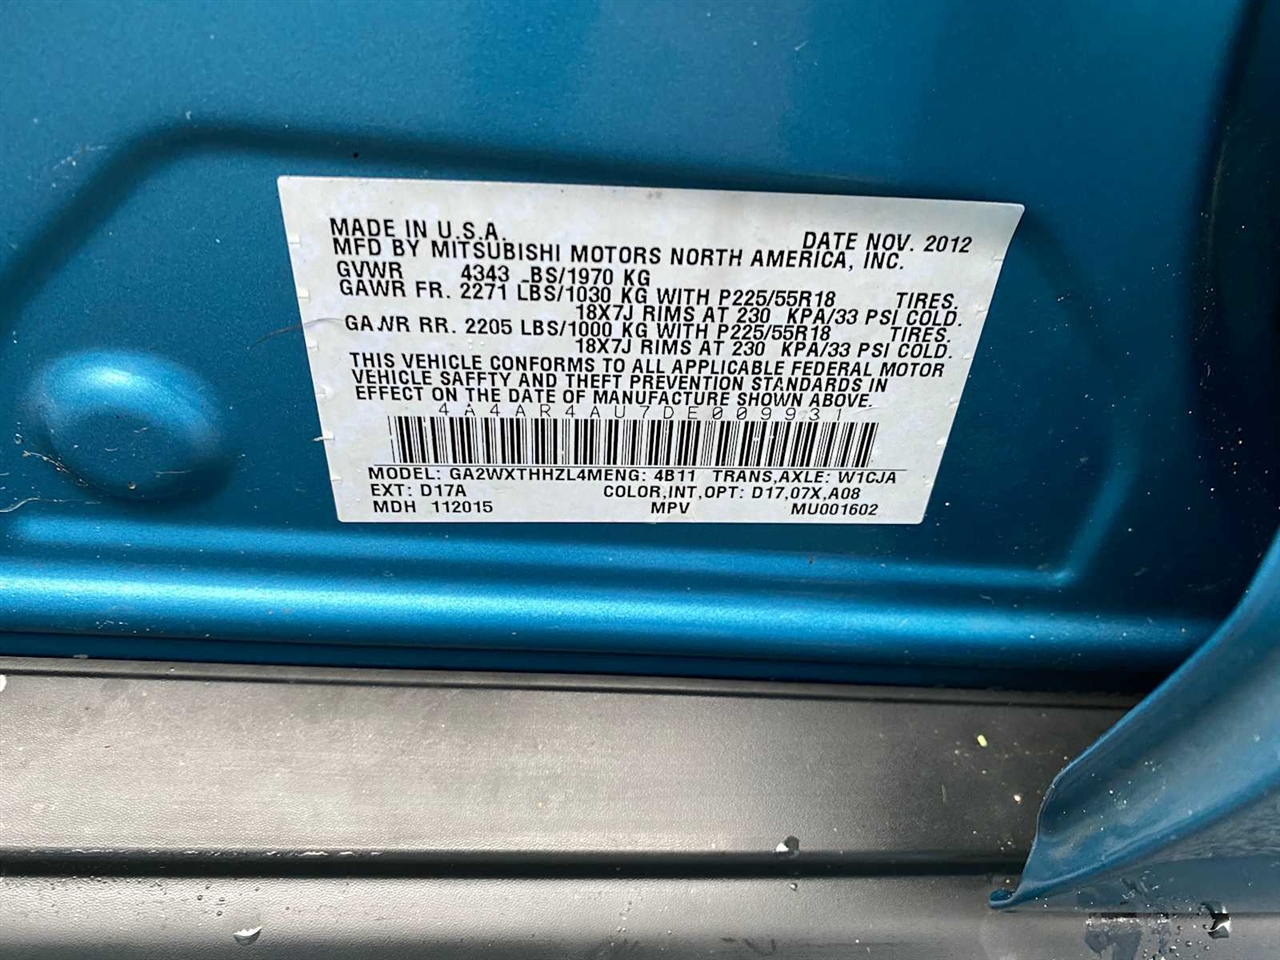 MADE IN U.S.A. DATE NOV. 2012
MFD BY MITSUBISHI MOTORS NORTH AMERICA, INC.
GVWR 4343 LBS/1970 KG
GAWR FR. 2271 LBS/1030 KG WITH P225/55R18 TIRES.
18X7J RIMS AT 230 KPA/33 PSI COLD.
GAWR RR. 2205 LBS/1000 KG WITH P225/55R18 TIRES.
18X7J RIMS AT 230 KPA/33 PSI COLD.
THIS VEHICLE CONFORMS TO ALL APPLICABLE FEDERAL MOTOR
VEHICLE SAFETY AND THEFT PREVENTION STANDARDS IN
EFFECT ON THE DATE OF MANUFACTURE SHOWN ABOVE.
4A4AR4AU7DE009931
MODEL: GA2WXTHHZL4MENG: 4B11 TRANS,AXLE: W1CJA
EXT: D17A COLOR,INT,OPT: D17,07X,A08
MDH 112015 MPV MU001602